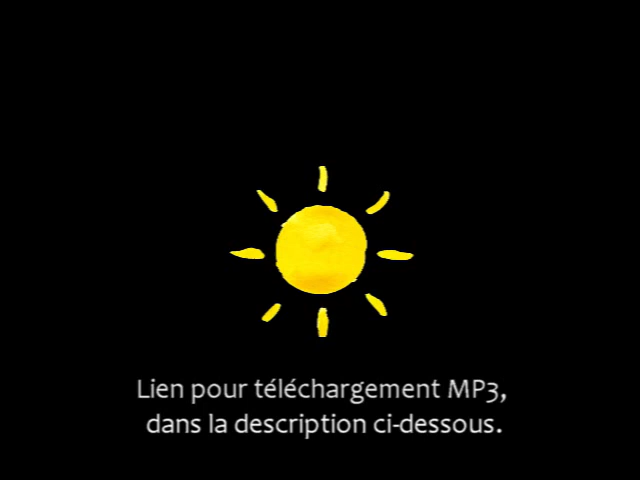 Lien pour téléchargement MP3,
dans la description ci-dessous.